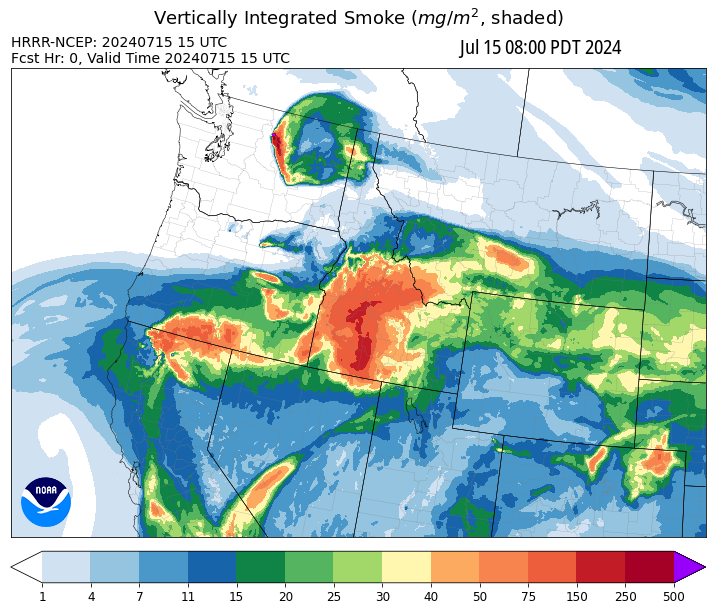 Vertically Integrated Smoke (mg/m², shaded)
HRRR-NCEP: 20240715 15 UTC
Jul 15 08:00 PDT 2024
Fcst Hr: 0, Valid Time 20240715 15 UTC
NOAA
1 4 7 11 15 20 25 30 40 50 75 150 250 500